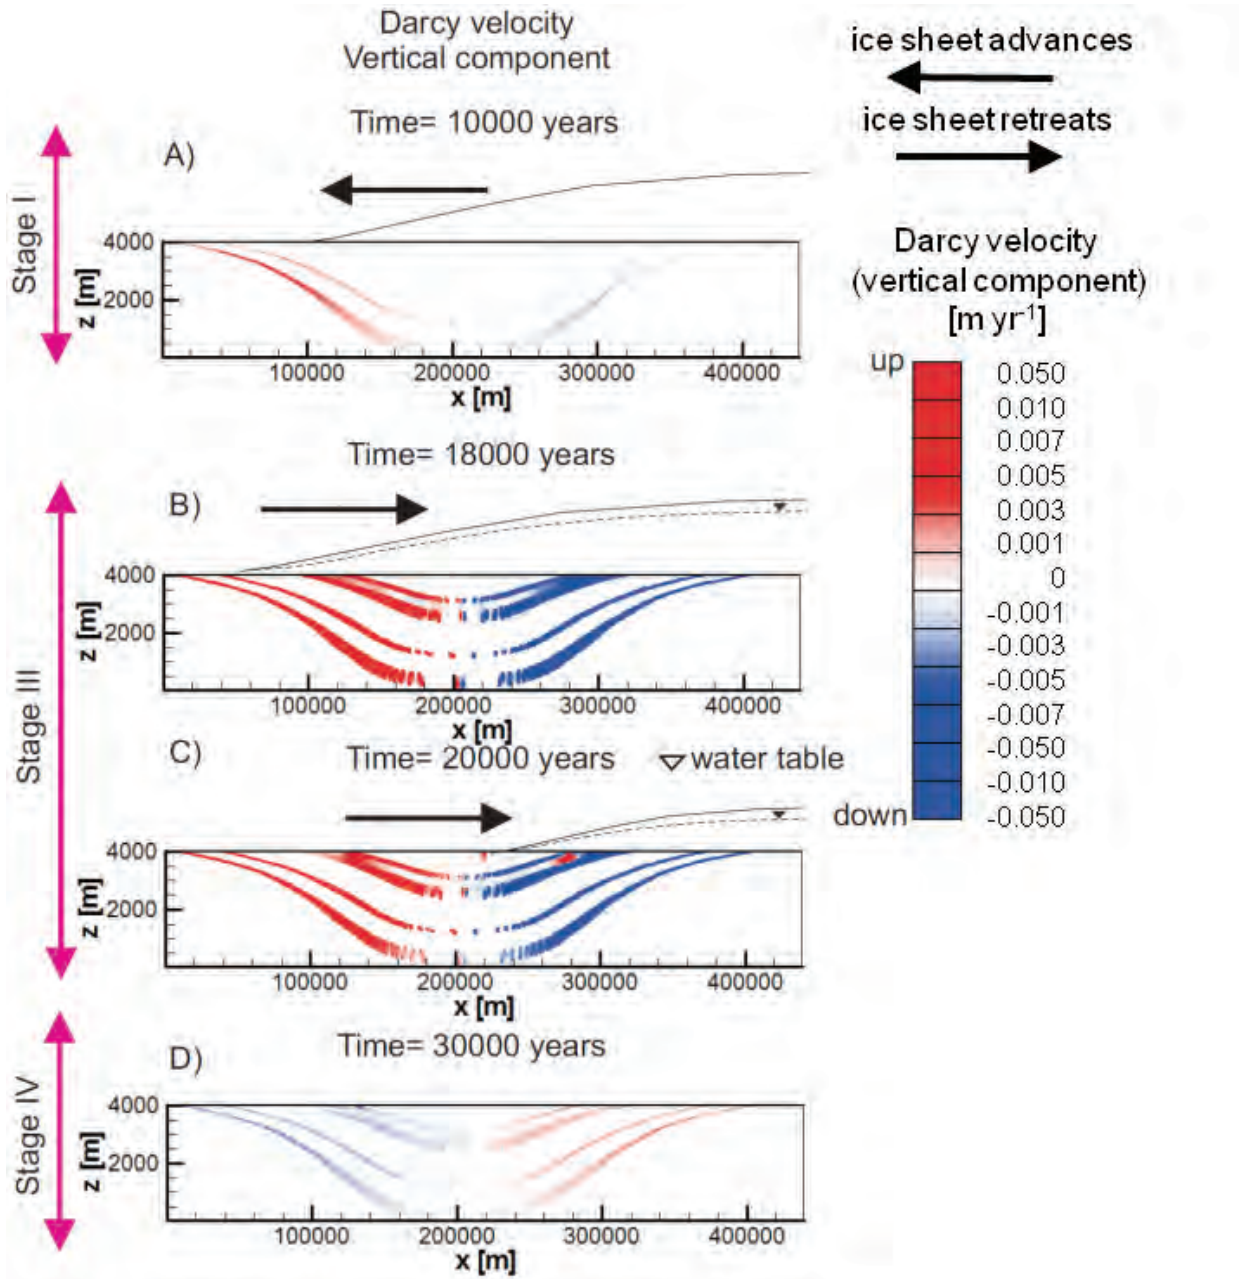 Darcy velocity
Vertical component
ice sheet advances
ice sheet retreats
Time= 10000 years
A)
Stage I
4000
2000
z [m]
100000 200000 300000 400000
x [m]
Darcy velocity
(vertical component)
[m yr-1]
up
0.050
0.010
0.007
0.005
0.003
0.001
0
-0.001
-0.003
-0.005
-0.007
-0.050
-0.010
-0.050
down
Time= 18000 years
B)
Stage III
4000
2000
z [m]
100000 200000 300000 400000
x [m]
C)
Time= 20000 years
water table
4000
2000
z [m]
100000 200000 300000 400000
x [m]
Time= 30000 years
D)
Stage IV
4000
2000
z [m]
100000 200000 300000 400000
x [m]